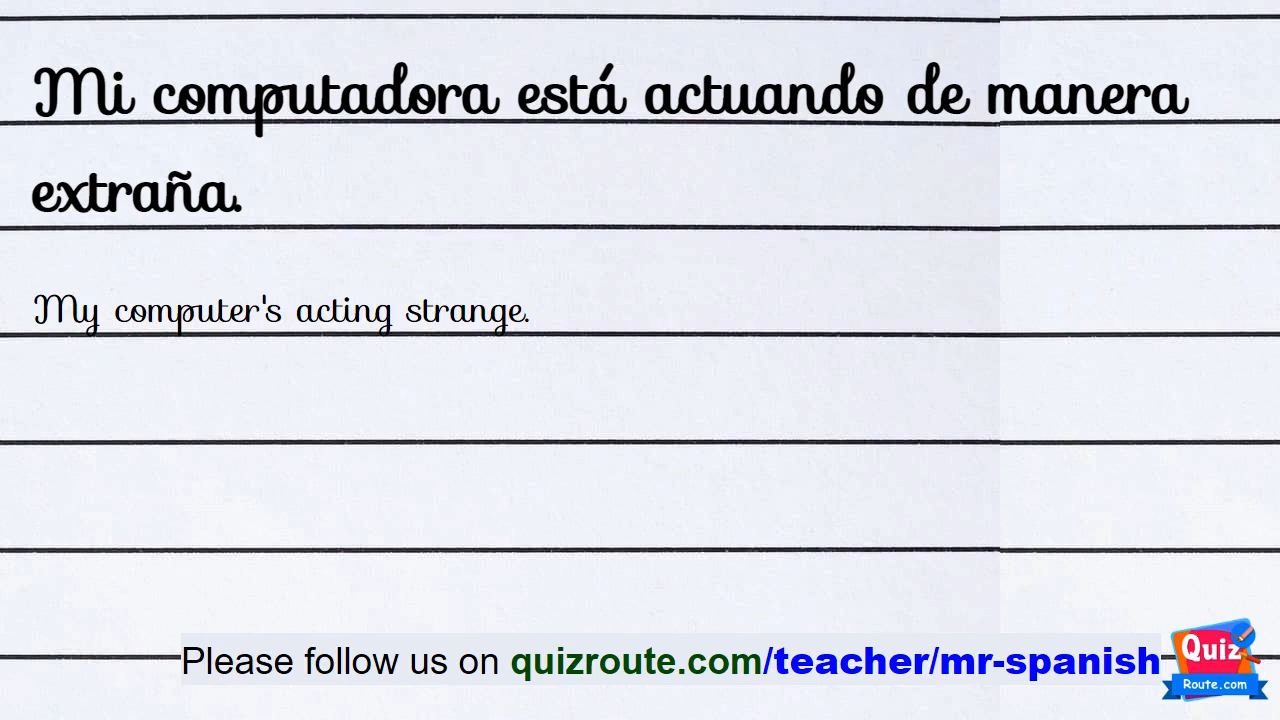 Mi computadora está actuando de manera
extraña.
My computer's acting strange.
Please follow us on quizroute.com/teacher/mr-spanish
Quiz
Route.com